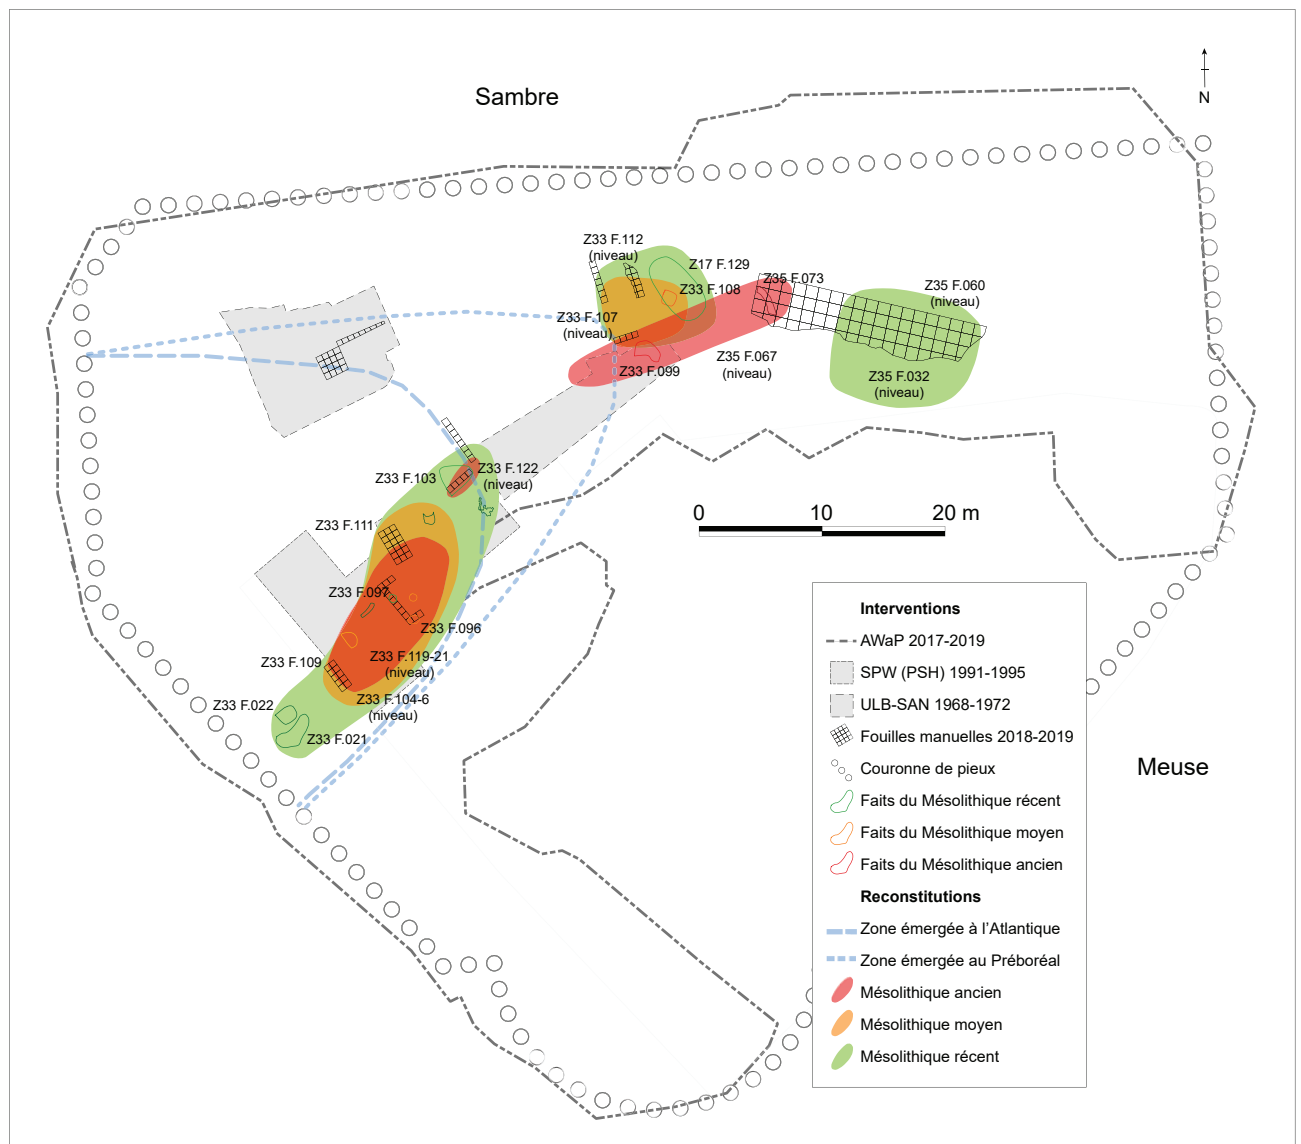 Sambre
N
Z33 F.112
(niveau)
Z17 F.129
Z33 F.108
Z35 F.073
Z35 F.060
(niveau)
Z33 F.107
(niveau)
Z33 F.099
Z35 F.067
(niveau)
Z35 F.032
(niveau)
Z33 F.103
Z33 F.122
(niveau)
Z33 F.111
0
10
20 m
Z33 F.097
Z33 F.096
Z33 F.109
Z33 F.119-21
(niveau)
Z33 F.022
Z33 F.104-6
(niveau)
Z33 F.021
Meuse
Interventions
AWaP 2017-2019
SPW (PSH) 1991-1995
ULB-SAN 1968-1972
Fouilles manuelles 2018-2019
Couronne de pieux
Faits du Mésolithique récent
Faits du Mésolithique moyen
Faits du Mésolithique ancien
Reconstitutions
Zone émergée à l'Atlantique
Zone émergée au Préboréal
Mésolithique ancien
Mésolithique moyen
Mésolithique récent